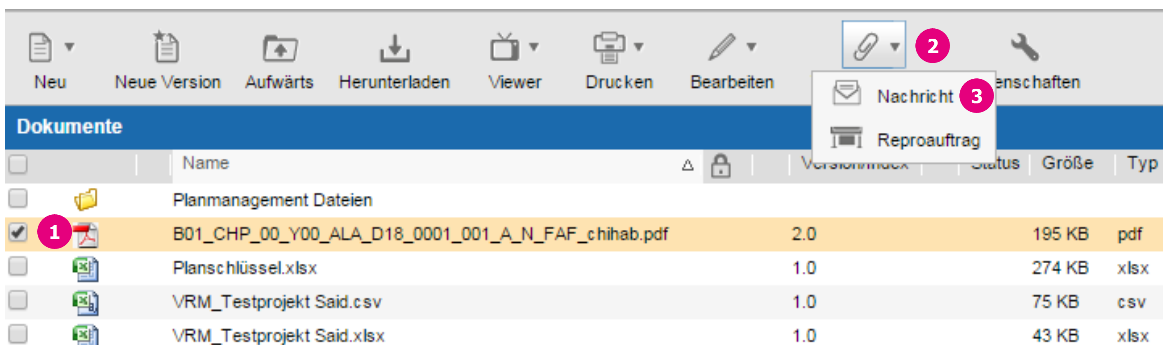 2
Neu Neue Version Aufwärts Herunterladen Viewer Drucken Bearbeiten enschaften
Nachricht 3
Reproauftrag
Dokumente
Name Version/Index Status Größe Typ
Planmanagement Dateien
1 B01_CHP_00_Y00_ALA_D18_0001_001_A_N_FAF_chihab.pdf 2.0 195 KB pdf
Planschlüssel.xlsx 1.0 274 KB xlsx
VRM_Testprojekt Said.csv 1.0 75 KB csv
VRM_Testprojekt Said.xlsx 1.0 43 KB xlsx